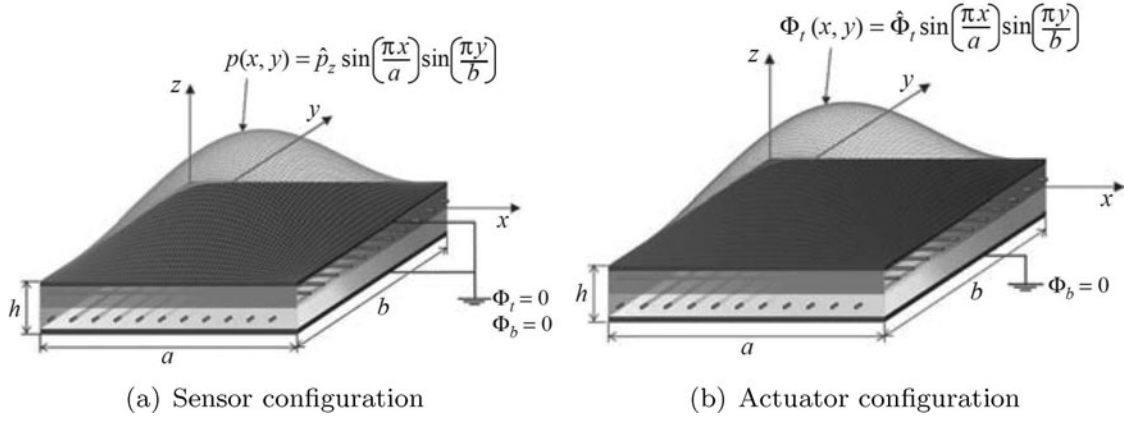 p(x, y) = p̂_z sin(πx/a) sin(πy/b)
z
y
x
h
b
a
Φ_t = 0
Φ_b = 0
(a) Sensor configuration
Φ_t (x, y) = Φ̂_t sin(πx/a) sin(πy/b)
z
y
x
h
b
a
Φ_b = 0
(b) Actuator configuration